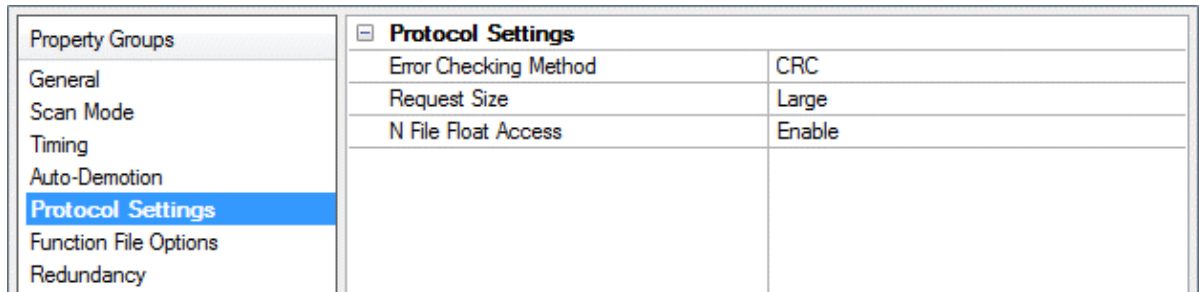 Property Groups
General
Scan Mode
Timing
Auto-Demotion
Protocol Settings
Function File Options
Redundancy
Protocol Settings
Error Checking Method CRC
Request Size Large
N File Float Access Enable